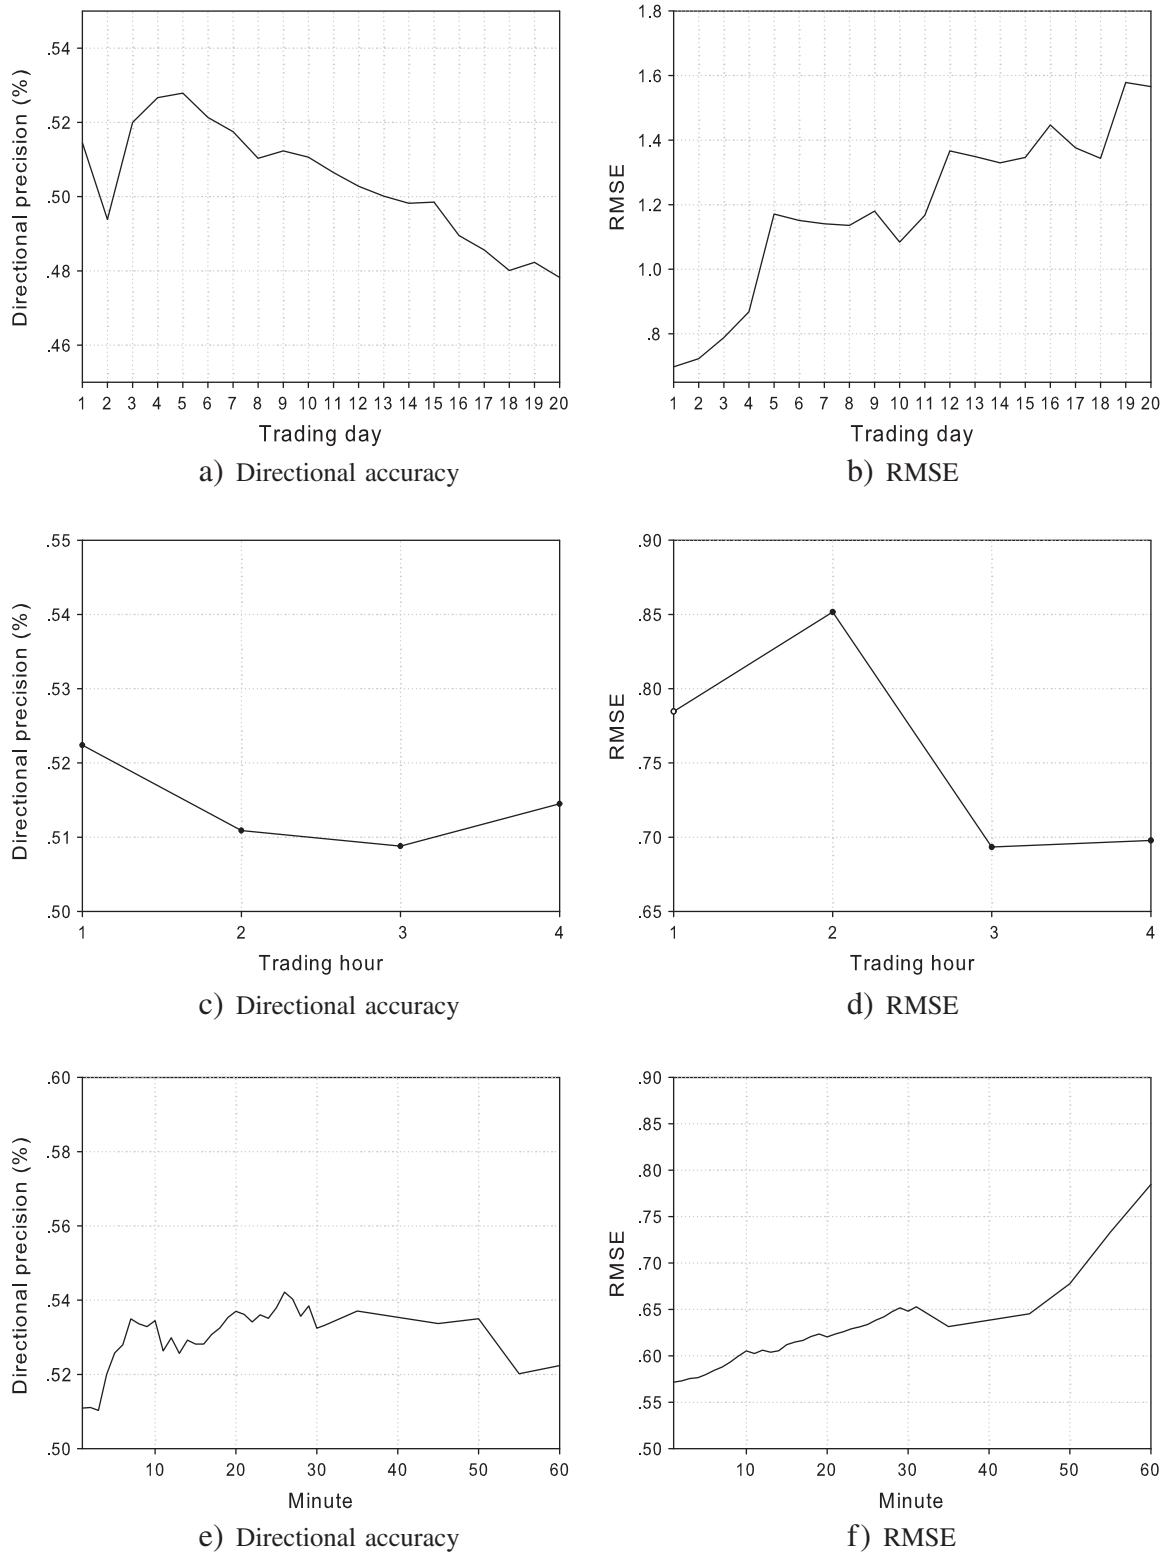 .54
.52
.50
.48
.46
Directional precision (%)
1 2 3 4 5 6 7 8 9 10 11 12 13 14 15 16 17 18 19 20
Trading day
a) Directional accuracy
1.8
1.6
1.4
1.2
1.0
.8
RMSE
1 2 3 4 5 6 7 8 9 10 11 12 13 14 15 16 17 18 19 20
Trading day
b) RMSE
.55
.54
.53
.52
.51
.50
Directional precision (%)
1 2 3 4
Trading hour
c) Directional accuracy
.90
.85
.80
.75
.70
.65
RMSE
1 2 3 4
Trading hour
d) RMSE
.60
.58
.56
.54
.52
.50
Directional precision (%)
10 20 30 40 50 60
Minute
e) Directional accuracy
.90
.85
.80
.75
.70
.65
.60
.55
.50
RMSE
10 20 30 40 50 60
Minute
f) RMSE